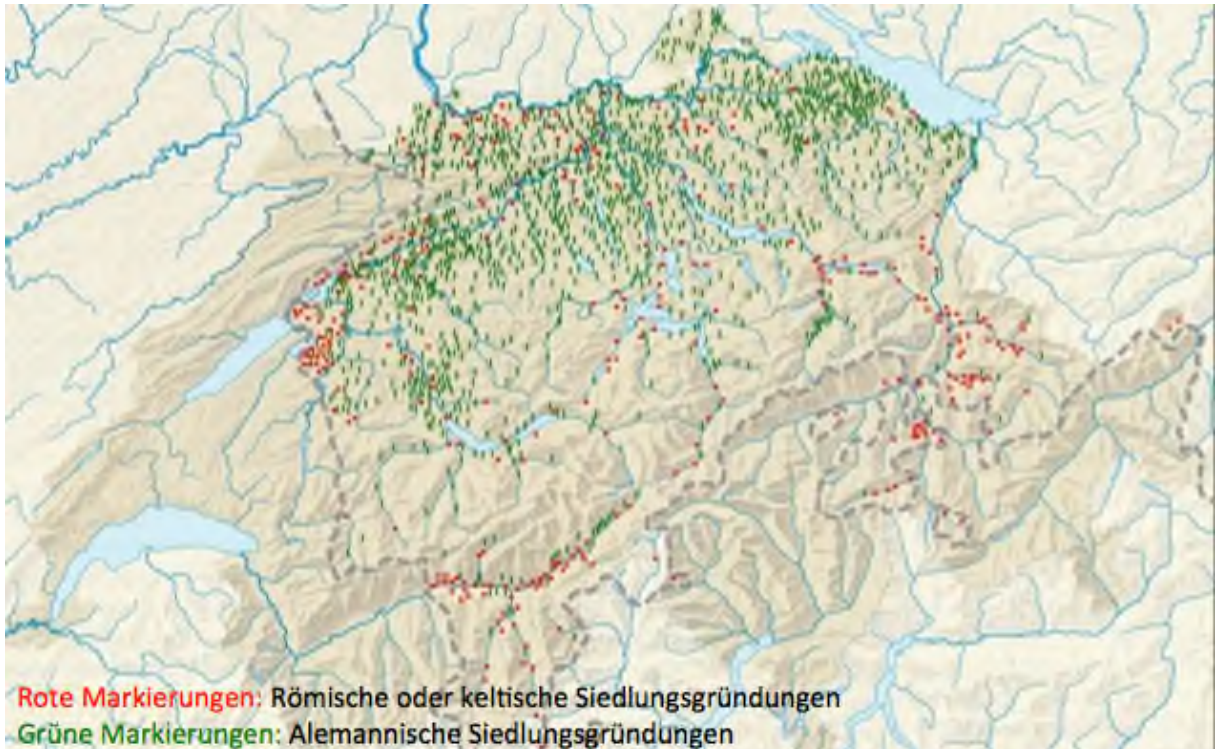 Rote Markierungen: Römische oder keltische Siedlungsgründungen
Grüne Markierungen: Alemannische Siedlungsgründungen